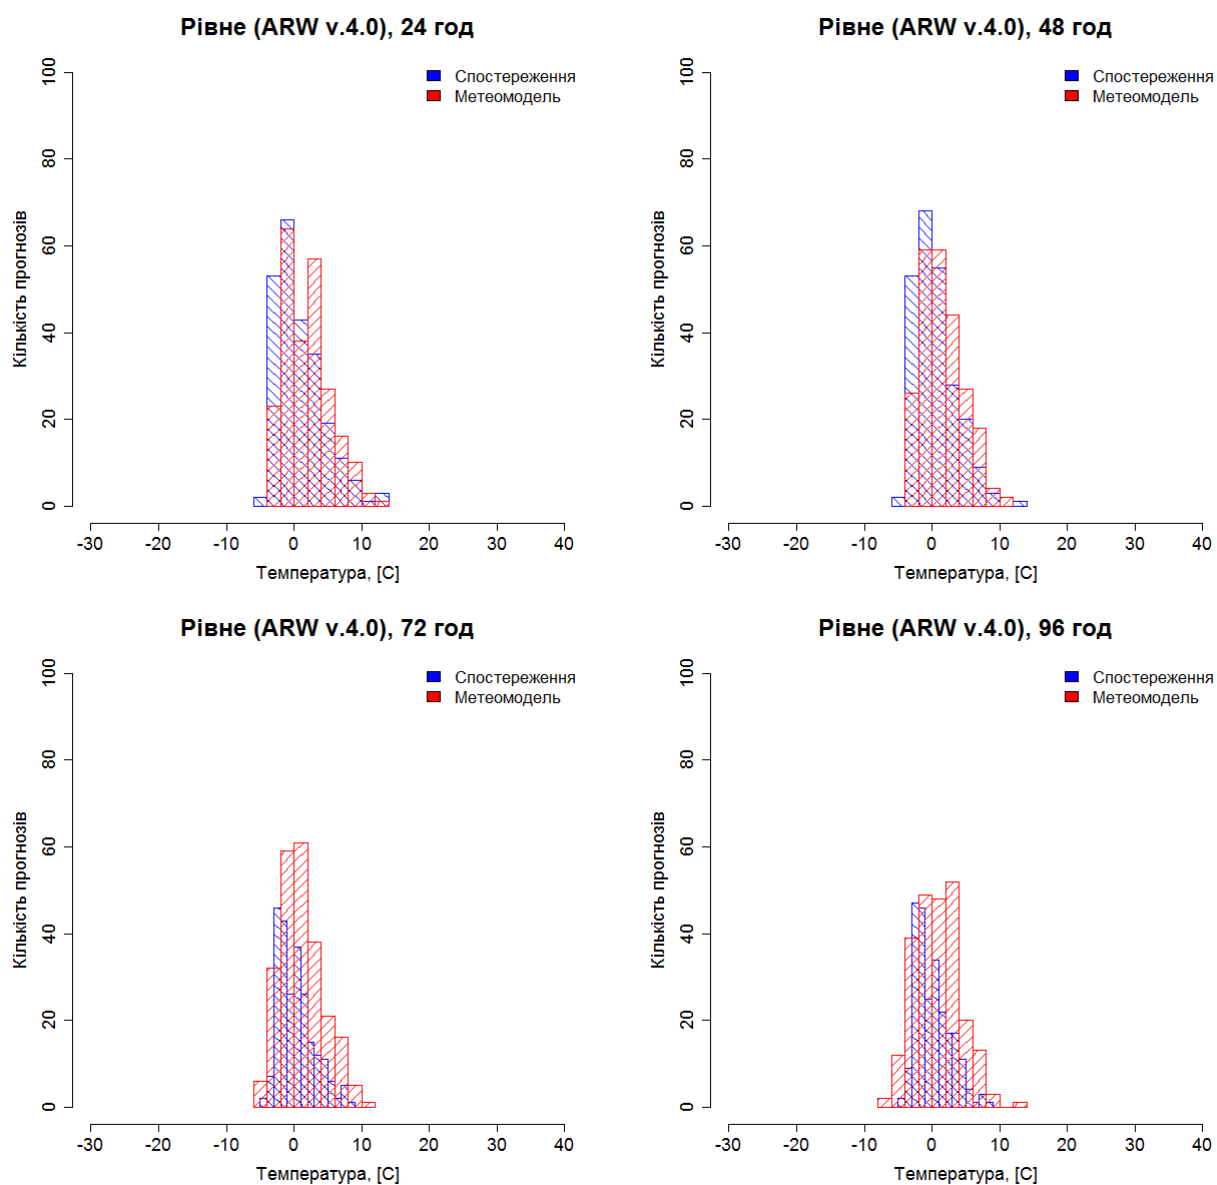 Рівне (ARW v.4.0), 24 год
Спостереження
Метеомодель
Кількість прогнозів
100
80
60
40
20
0
-30 -20 -10 0 10 20 30 40
Температура, [C]
Рівне (ARW v.4.0), 48 год
Спостереження
Метеомодель
Кількість прогнозів
100
80
60
40
20
0
-30 -20 -10 0 10 20 30 40
Температура, [C]
Рівне (ARW v.4.0), 72 год
Спостереження
Метеомодель
Кількість прогнозів
100
80
60
40
20
0
-30 -20 -10 0 10 20 30 40
Температура, [C]
Рівне (ARW v.4.0), 96 год
Спостереження
Метеомодель
Кількість прогнозів
100
80
60
40
20
0
-30 -20 -10 0 10 20 30 40
Температура, [C]